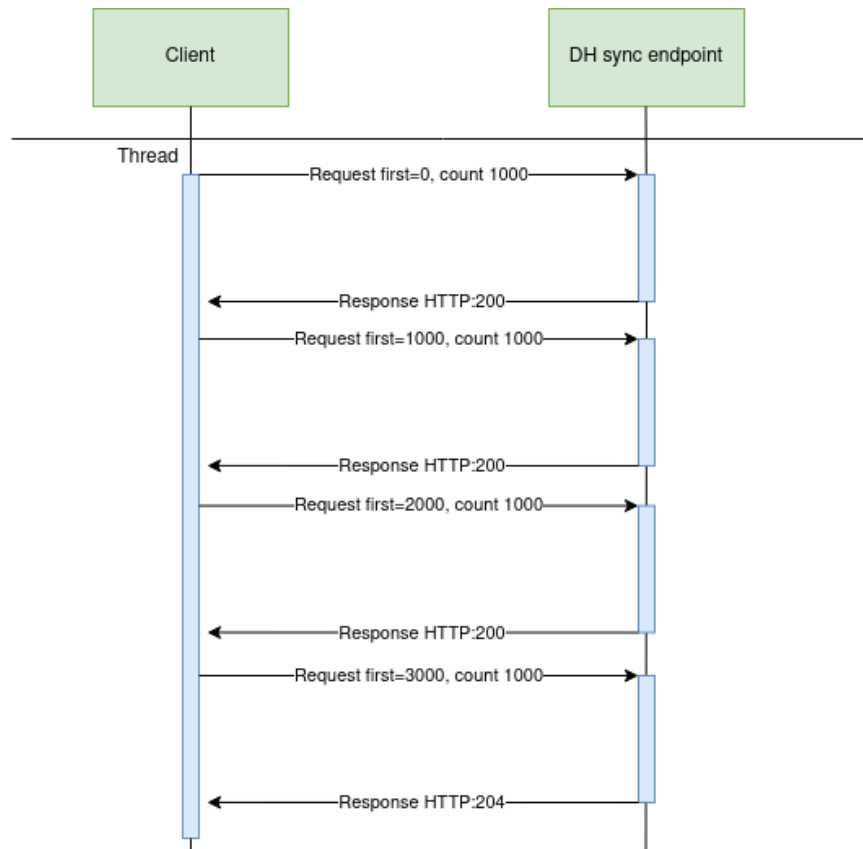 Client
DH sync endpoint
Thread
Request first=0, count 1000
Response HTTP:200
Request first=1000, count 1000
Response HTTP:200
Request first=2000, count 1000
Response HTTP:200
Request first=3000, count 1000
Response HTTP:204